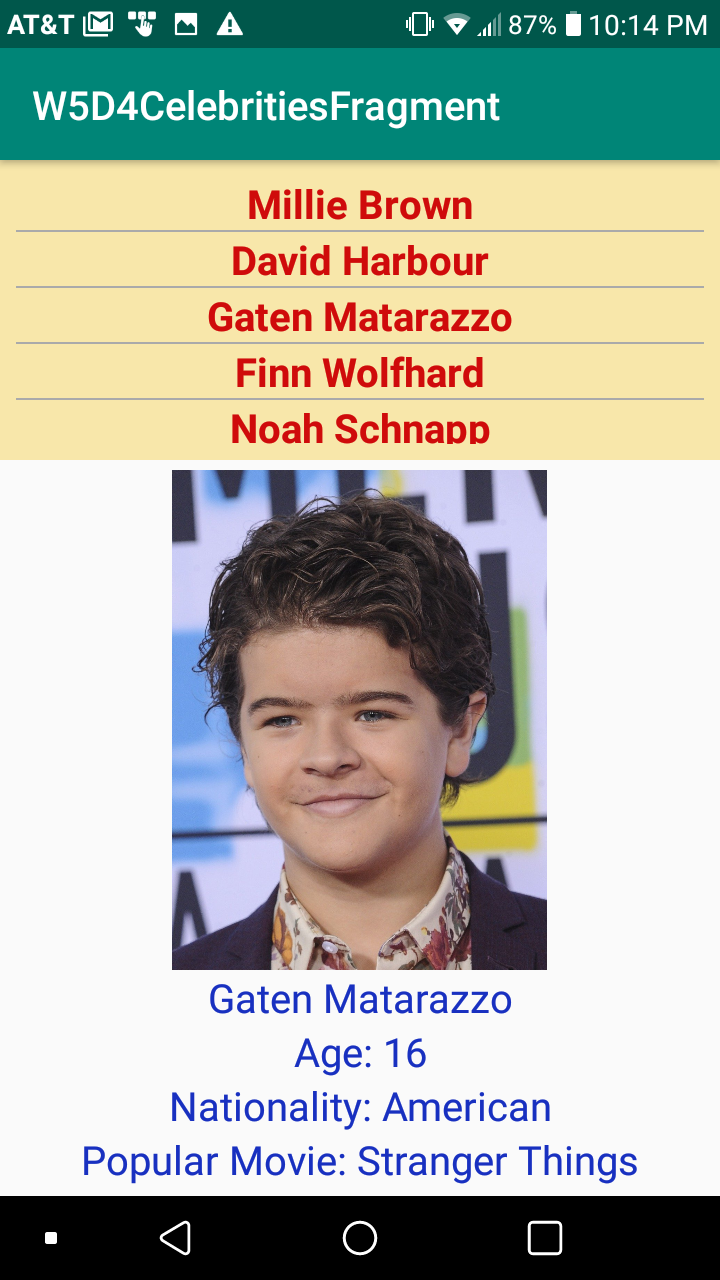 AT&T 87% 10:14 PM
W5D4CelebritiesFragment
Millie Brown
David Harbour
Gaten Matarazzo
Finn Wolfhard
Noah Schnapp
Gaten Matarazzo
Age: 16
Nationality: American
Popular Movie: Stranger Things